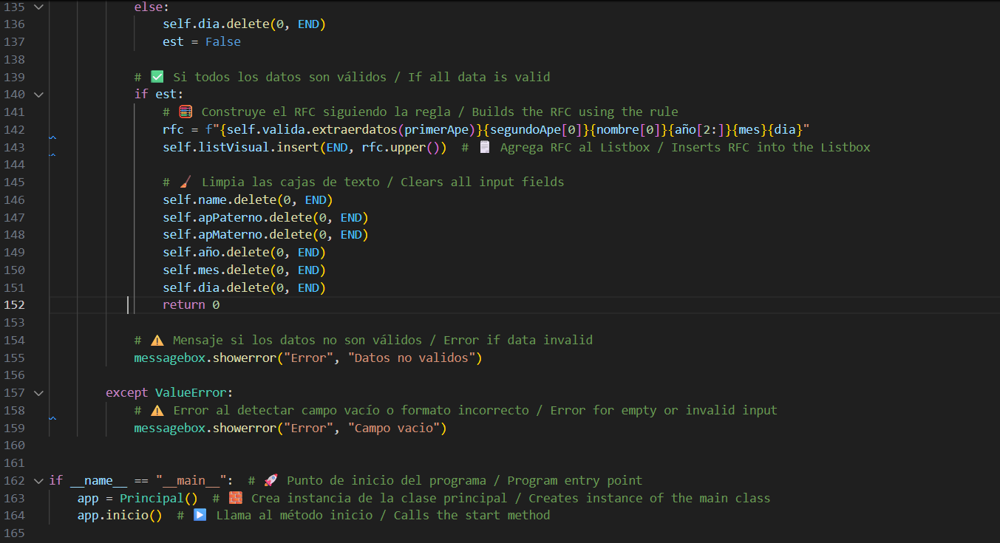 135 else:
136 self.dia.delete(0, END)
137 est = False
138
139 # ✅ Si todos los datos son válidos / If all data is valid
140 if est:
141 # 🧮 Construye el RFC siguiendo la regla / Builds the RFC using the rule
142 rfc = f"{self.valida.extraerdatos(primerApe)}{segundoApe[0]}{nombre[0]}{año[2:]}{mes}{dia}"
143 self.listVisual.insert(END, rfc.upper()) # 🗒️ Agrega RFC al Listbox / Inserts RFC into the Listbox
144
145 # 🧹 Limpia las cajas de texto / Clears all input fields
146 self.name.delete(0, END)
147 self.apPaterno.delete(0, END)
148 self.apMaterno.delete(0, END)
149 self.año.delete(0, END)
150 self.mes.delete(0, END)
151 self.dia.delete(0, END)
152 return 0
153
154 # ⚠️ Mensaje si los datos no son válidos / Error if data invalid
155 messagebox.showerror("Error", "Datos no validos")
156
157 except ValueError:
158 # ⚠️ Error al detectar campo vacío o formato incorrecto / Error for empty or invalid input
159 messagebox.showerror("Error", "Campo vacio")
160
161
162 if __name__ == "__main__": # 🚀 Punto de inicio del programa / Program entry point
163 app = Principal() # 🧱 Crea instancia de la clase principal / Creates instance of the main class
164 app.inicio() # ▶️ Llama al método inicio / Calls the start method
165